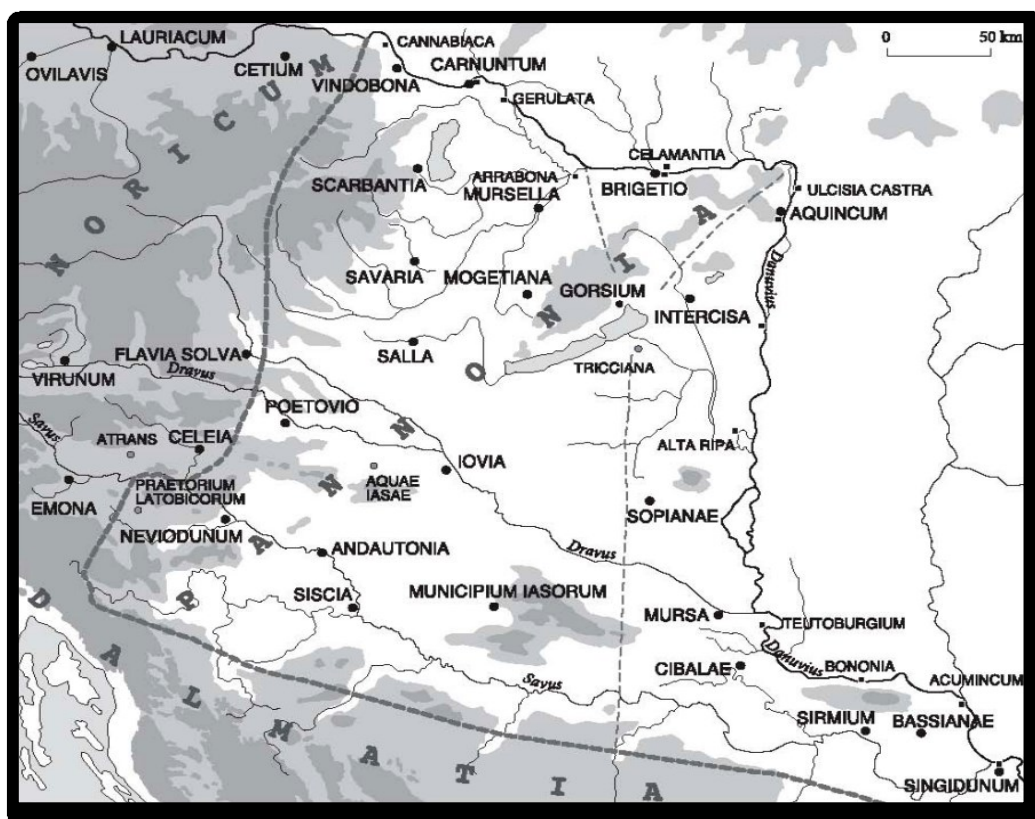 LAURIACUM
OVILAVIS
CETIUM
CANNABIACA
VINDOBONA
CARNUNTUM
GERULATA
0 50 km
NORICUM
SCARBANTIA
ARRABONA
MURSELLA
CELAMANTIA
BRIGETIO
ULCISIA CASTRA
AQUINCUM
SAVARIA
MOGETIANA
GORSIUM
INTERCISA
Danuvius
FLAVIA SOLVA
VIRUNUM
Dravus
SALLA
TRICCIANA
PANNONIA
POETOVIO
Savus
ATRANS
CELEIA
IOVIA
ALTA RIPA
EMONA
PRAETORIUM
LATOBICORUM
AQUAE
IASAE
NEVIODUNUM
SOPIANAE
ANDAUTONIA
Dravus
SISCIA
MUNICIPIUM IASORUM
MURSA
TEUTOBURGIUM
DALMATIA
Savus
CIBALAE
Danuvius
BONONIA
ACUMINCUM
SIRMIUM
BASSIANAE
SINGIDUNUM